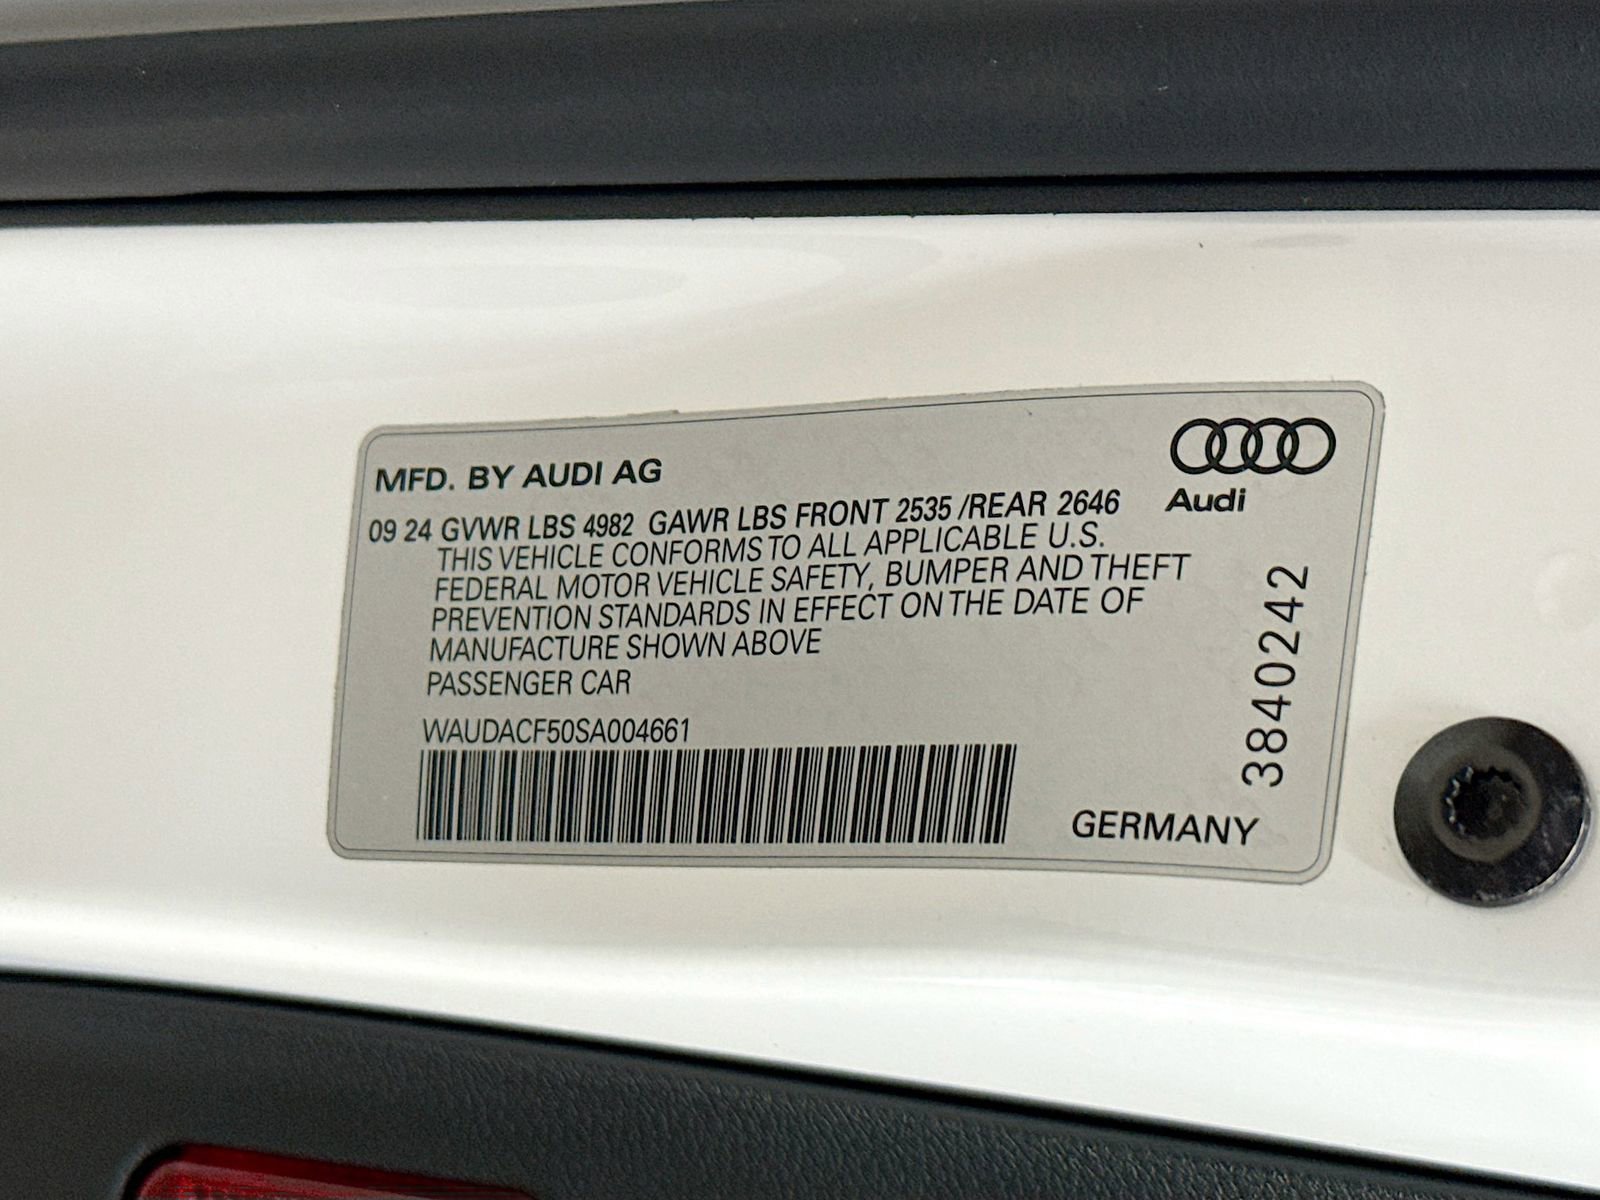 MFD. BY AUDI AG
Audi
09 24 GVWR LBS 4982 GAWR LBS FRONT 2535 /REAR 2646
THIS VEHICLE CONFORMS TO ALL APPLICABLE U.S.
FEDERAL MOTOR VEHICLE SAFETY, BUMPER AND THEFT
PREVENTION STANDARDS IN EFFECT ON THE DATE OF
MANUFACTURE SHOWN ABOVE
PASSENGER CAR
WAUDACF50SA004661
GERMANY
3840242